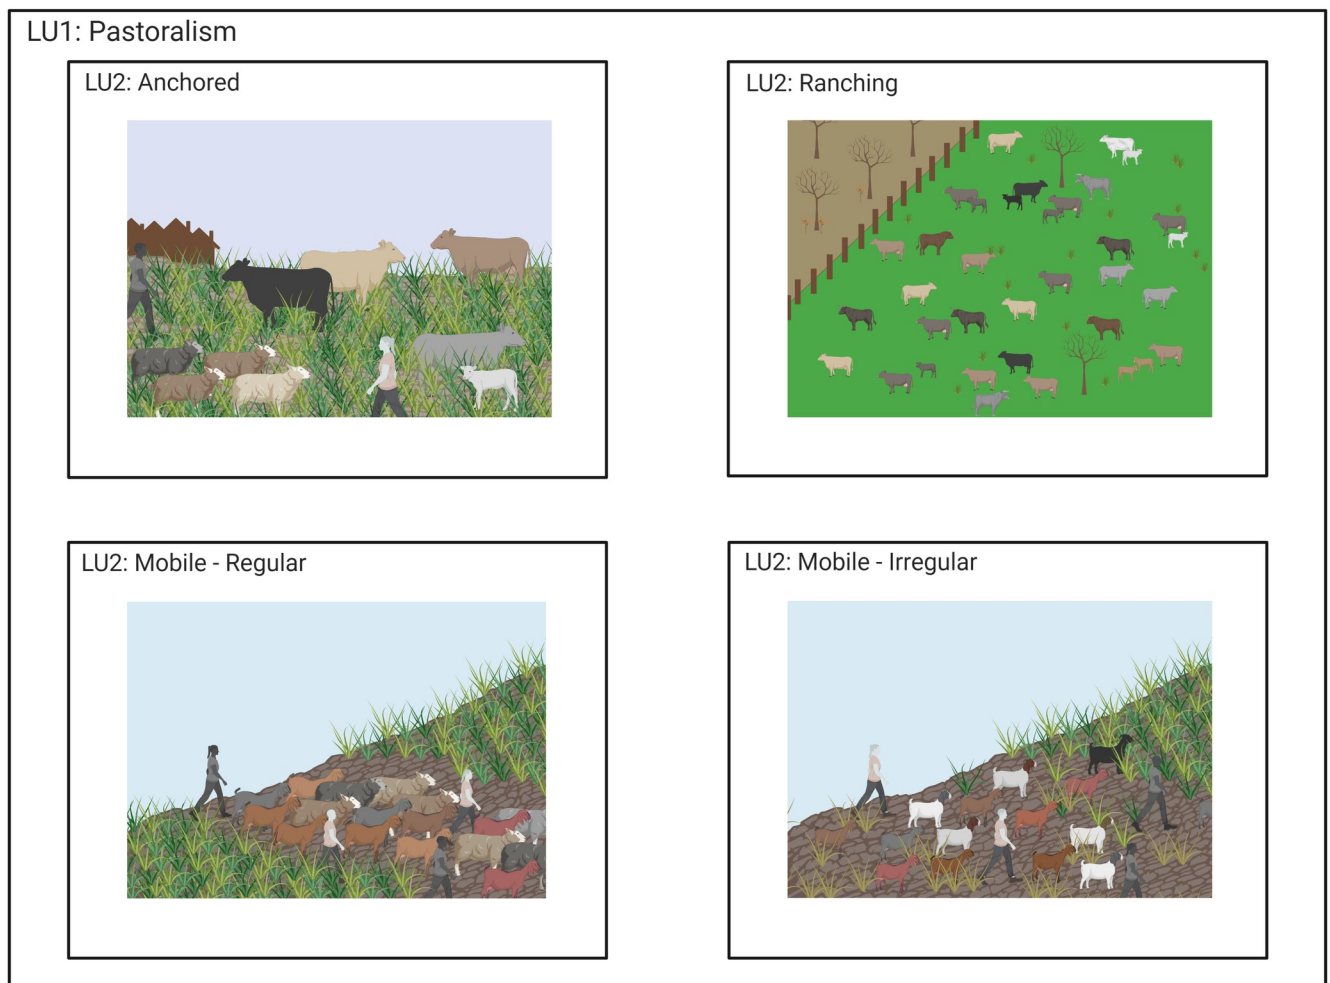 LU1: Pastoralism
LU2: Anchored
LU2: Ranching
LU2: Mobile - Regular
LU2: Mobile - Irregular